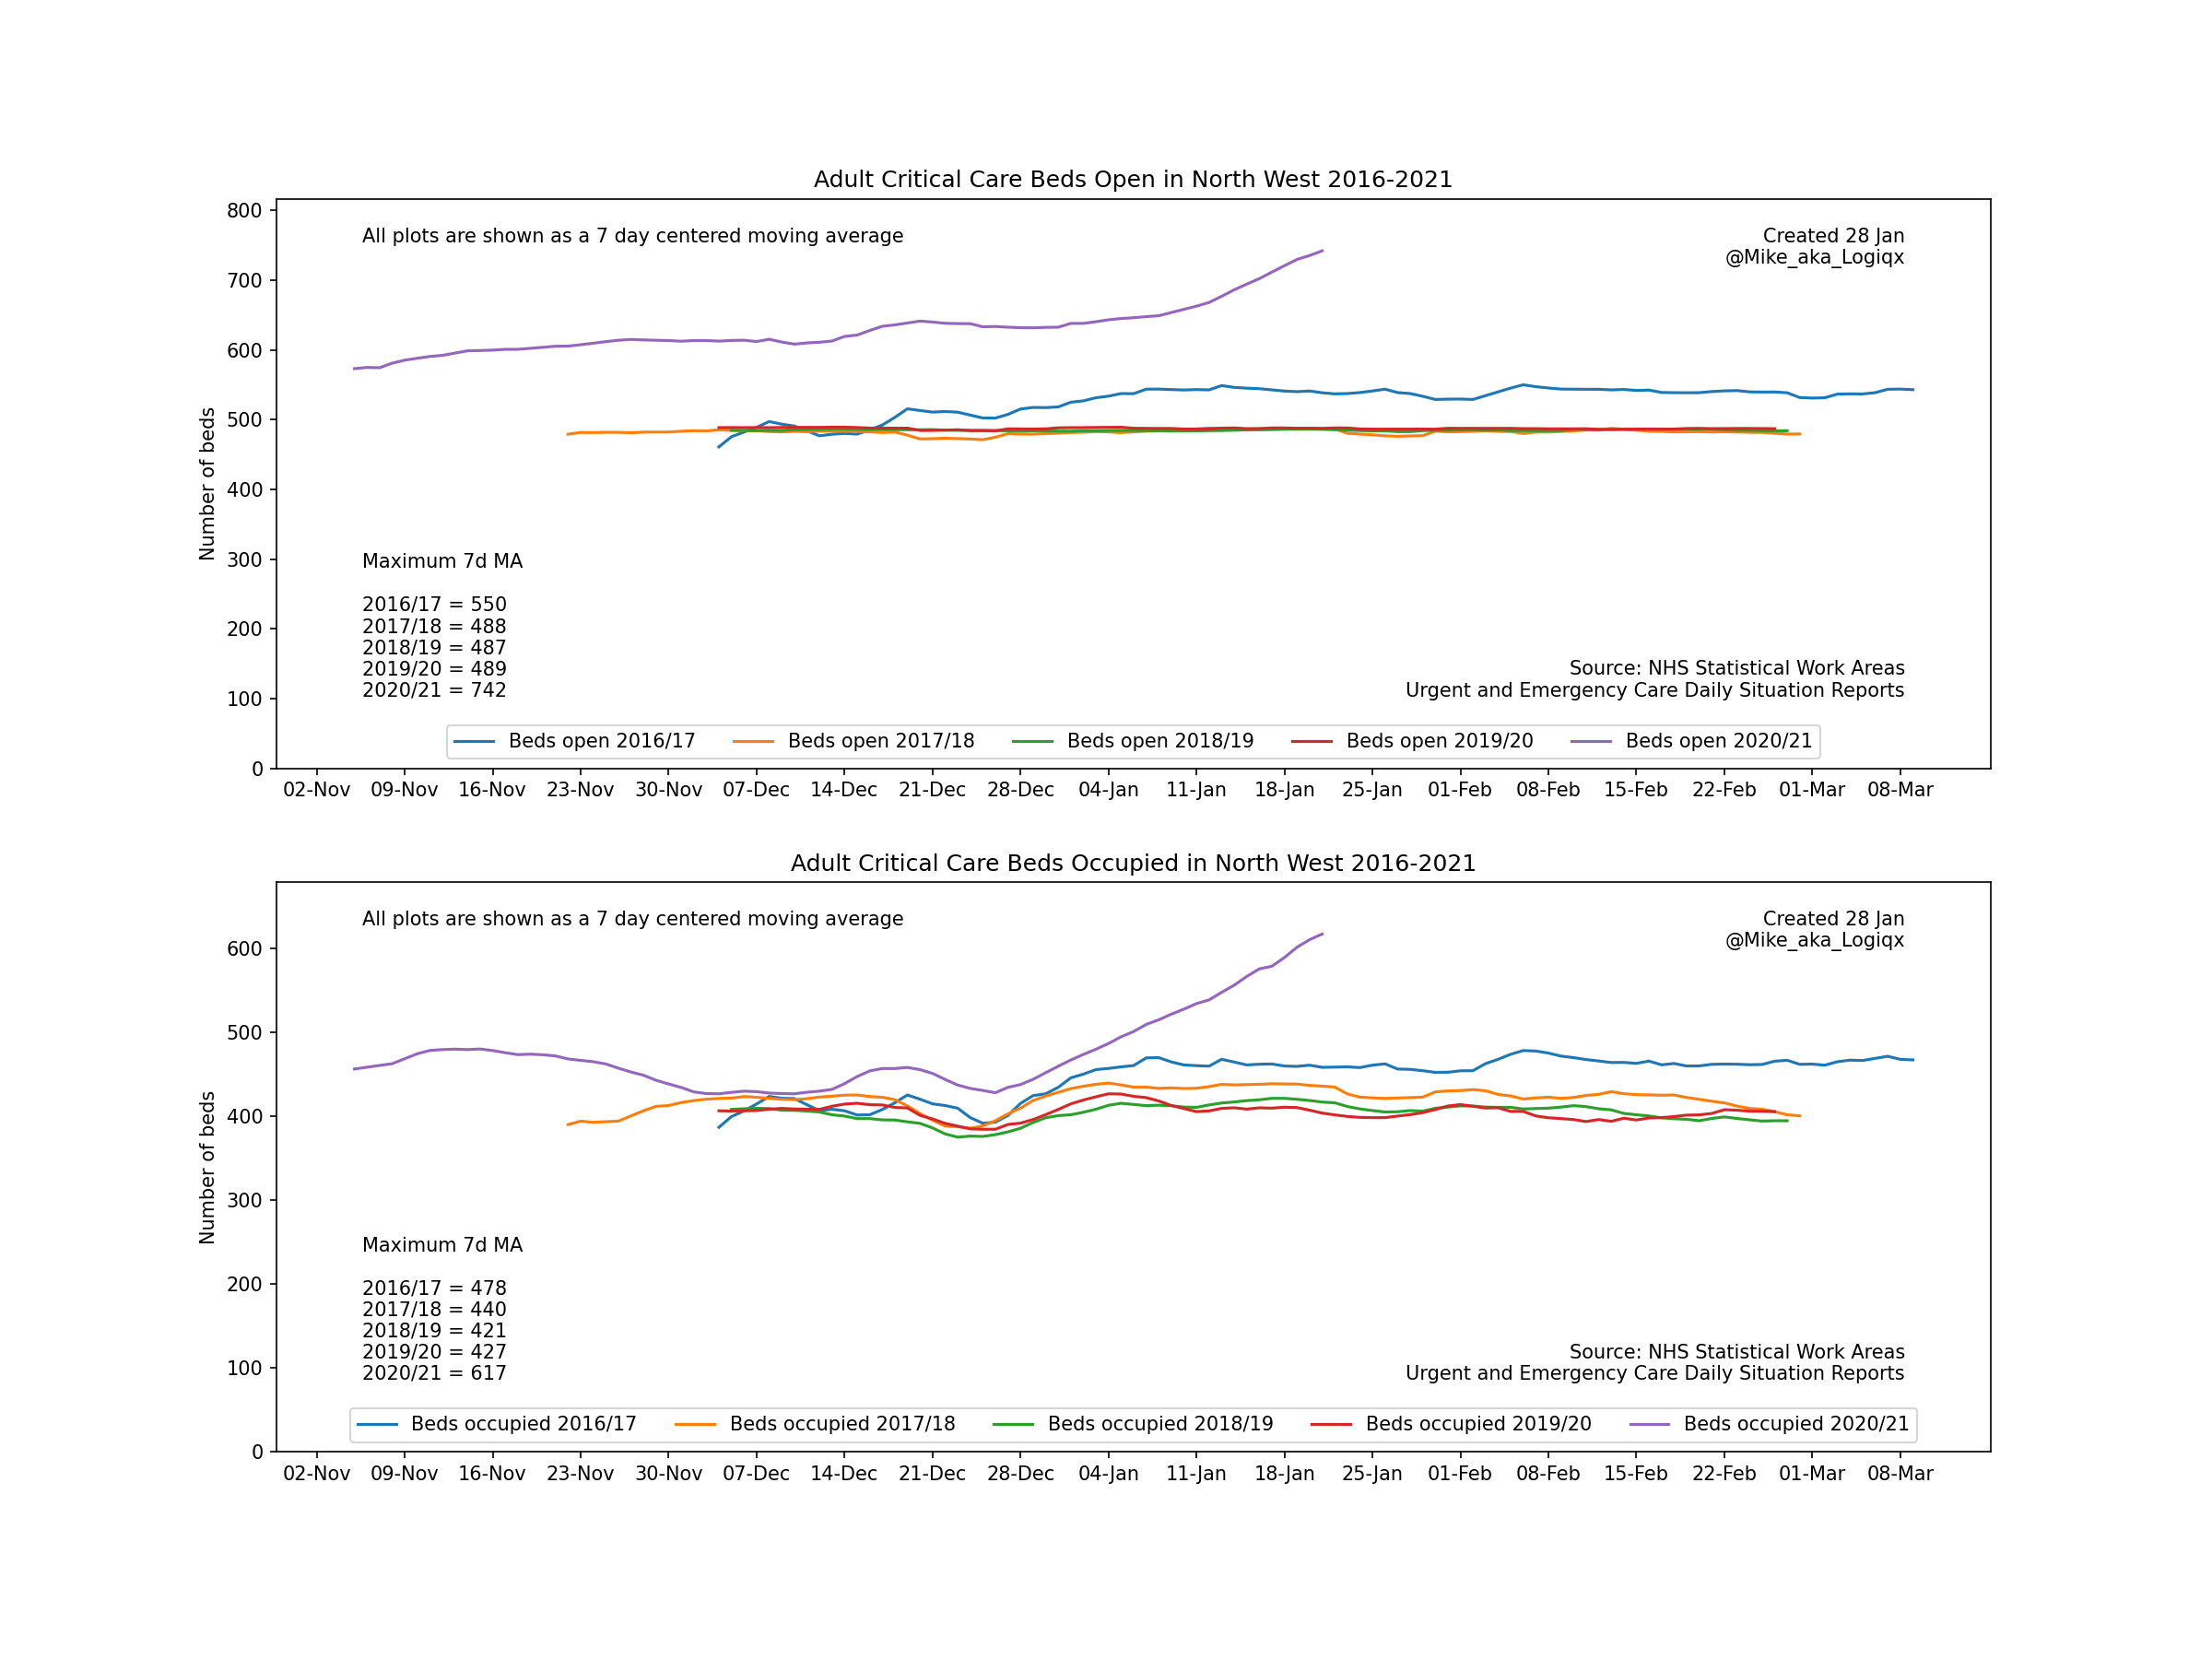 Adult Critical Care Beds Open in North West 2016-2021
All plots are shown as a 7 day centered moving average
Created 28 Jan
@Mike_aka_Logiqx
800
700
600
500
400
300
200
100
0
Number of beds
Maximum 7d MA
2016/17 = 550
2017/18 = 488
2018/19 = 487
2019/20 = 489
2020/21 = 742
Source: NHS Statistical Work Areas
Urgent and Emergency Care Daily Situation Reports
Beds open 2016/17 Beds open 2017/18 Beds open 2018/19 Beds open 2019/20 Beds open 2020/21
02-Nov 09-Nov 16-Nov 23-Nov 30-Nov 07-Dec 14-Dec 21-Dec 28-Dec 04-Jan 11-Jan 18-Jan 25-Jan 01-Feb 08-Feb 15-Feb 22-Feb 01-Mar 08-Mar
Adult Critical Care Beds Occupied in North West 2016-2021
All plots are shown as a 7 day centered moving average
Created 28 Jan
@Mike_aka_Logiqx
600
500
400
300
200
100
0
Number of beds
Maximum 7d MA
2016/17 = 478
2017/18 = 440
2018/19 = 421
2019/20 = 427
2020/21 = 617
Source: NHS Statistical Work Areas
Urgent and Emergency Care Daily Situation Reports
Beds occupied 2016/17 Beds occupied 2017/18 Beds occupied 2018/19 Beds occupied 2019/20 Beds occupied 2020/21
02-Nov 09-Nov 16-Nov 23-Nov 30-Nov 07-Dec 14-Dec 21-Dec 28-Dec 04-Jan 11-Jan 18-Jan 25-Jan 01-Feb 08-Feb 15-Feb 22-Feb 01-Mar 08-Mar